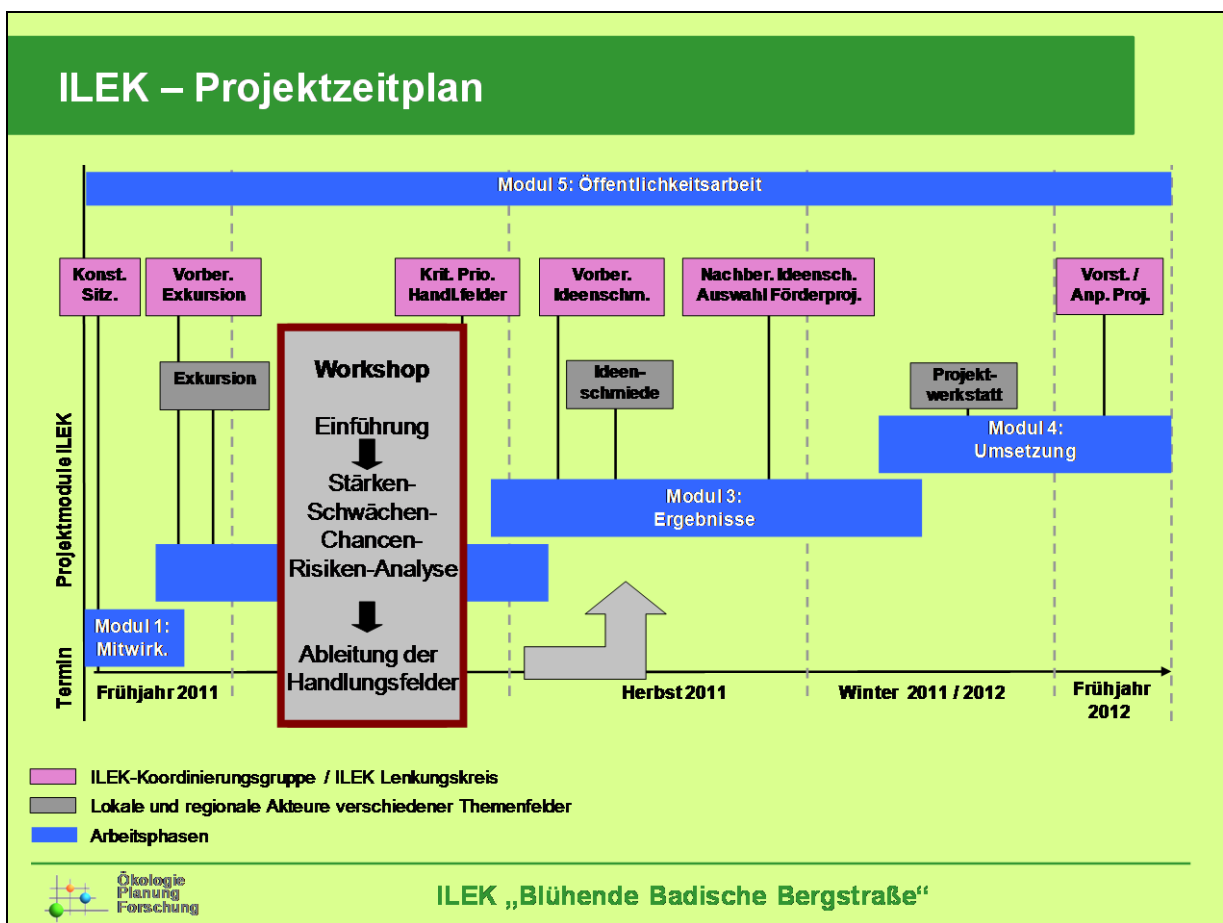 ILEK – Projektzeitplan
Modul 5: Öffentlichkeitsarbeit
Konst.
Sitz.
Vorber.
Exkursion
Krit. Prio.
Handl.felder
Vorber.
Ideenschm.
Nachber. Ideensch.
Auswahl Förderproj.
Vorst. /
Anp. Proj.
Exkursion
Workshop
Einführung
Stärken-
Schwächen-
Chancen-
Risiken-Analyse
Ableitung der
Handlungsfelder
Ideen-
schmiede
Projekt-
werkstatt
Modul 4:
Umsetzung
Modul 3:
Ergebnisse
Modul 1:
Mitwirk.
Projektmodule ILEK
Termin
Frühjahr 2011
Herbst 2011
Winter 2011 / 2012
Frühjahr
2012
ILEK-Koordinierungsgruppe / ILEK Lenkungskreis
Lokale und regionale Akteure verschiedener Themenfelder
Arbeitsphasen
Ökologie
Planung
Forschung
ILEK „Blühende Badische Bergstraße“